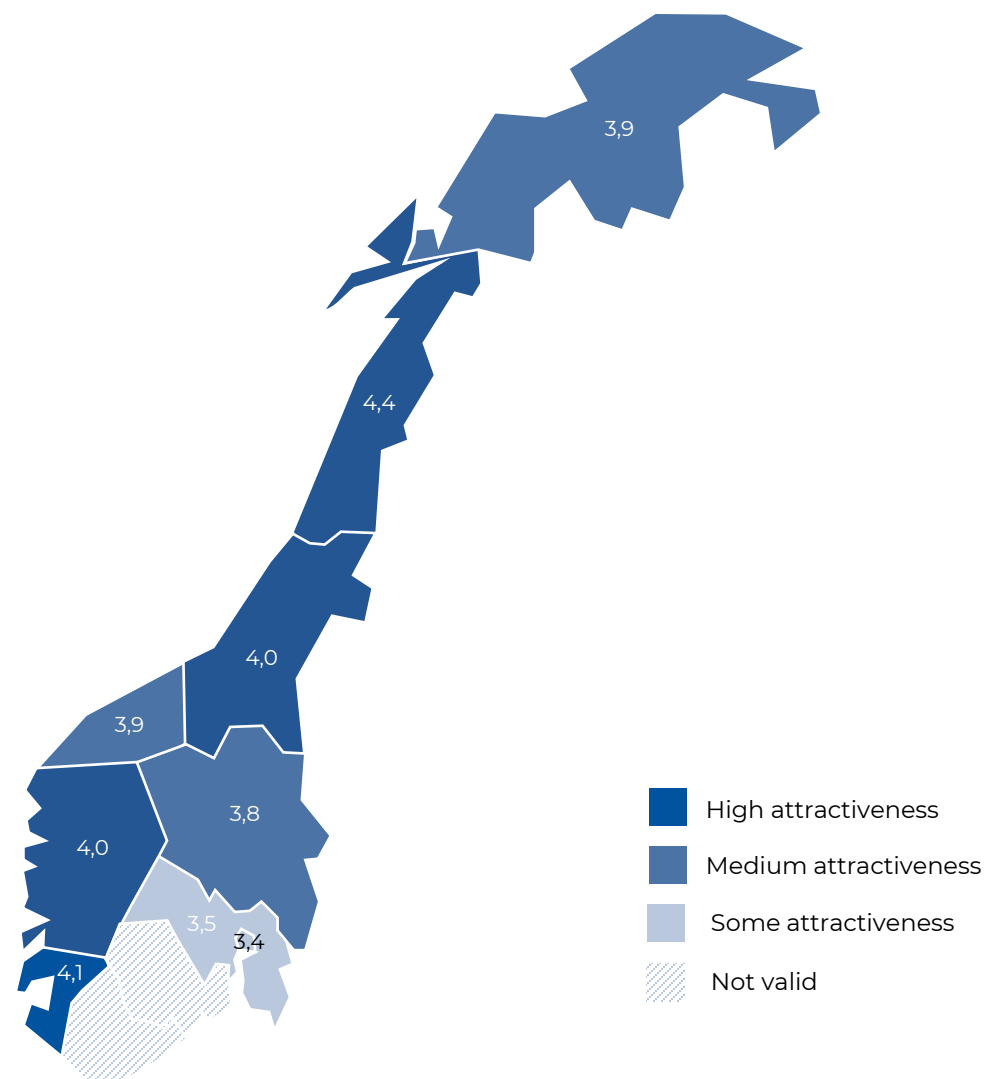 3,9
4,4
4,0
3,9
3,8
4,0
3,5
3,4
4,1
High attractiveness
Medium attractiveness
Some attractiveness
Not valid